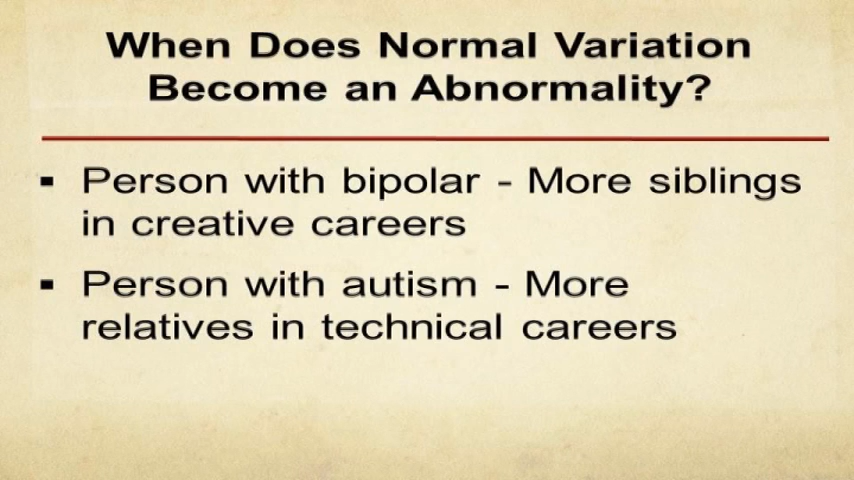 When Does Normal Variation
Become an Abnormality?
▪ Person with bipolar - More siblings
in creative careers
▪ Person with autism - More
relatives in technical careers